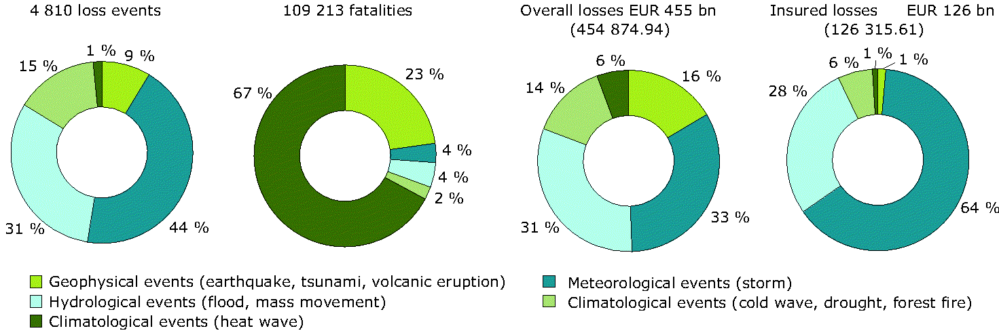 4 810 loss events
109 213 fatalities
Overall losses EUR 455 bn
(454 874.94)
Insured losses EUR 126 bn
(126 315.61)
1 %
9 %
15 %
31 %
44 %
67 %
23 %
4 %
4 %
2 %
6 %
16 %
14 %
31 %
33 %
1 %
1 %
6 %
28 %
64 %
Geophysical events (earthquake, tsunami, volcanic eruption)
Meteorological events (storm)
Hydrological events (flood, mass movement)
Climatological events (cold wave, drought, forest fire)
Climatological events (heat wave)